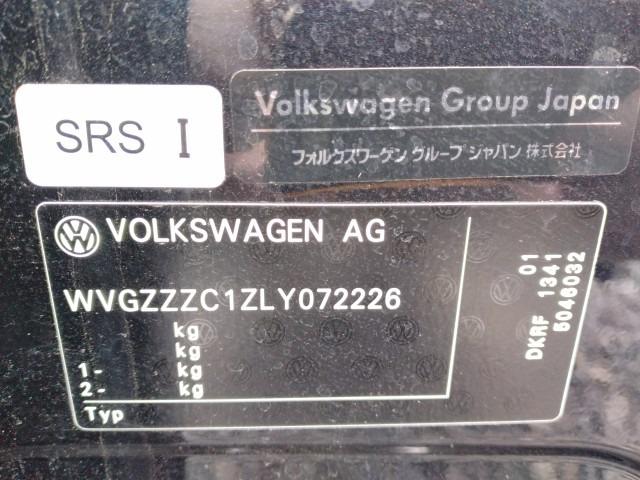 SRS I
Volkswagen Group Japan
フォルクスワーゲン グループ ジャパン 株式会社
VOLKSWAGEN AG
WVGZZZC1ZLY072226
kg
kg
1- kg
2- kg
Typ
01
DKRF 1341
5046032